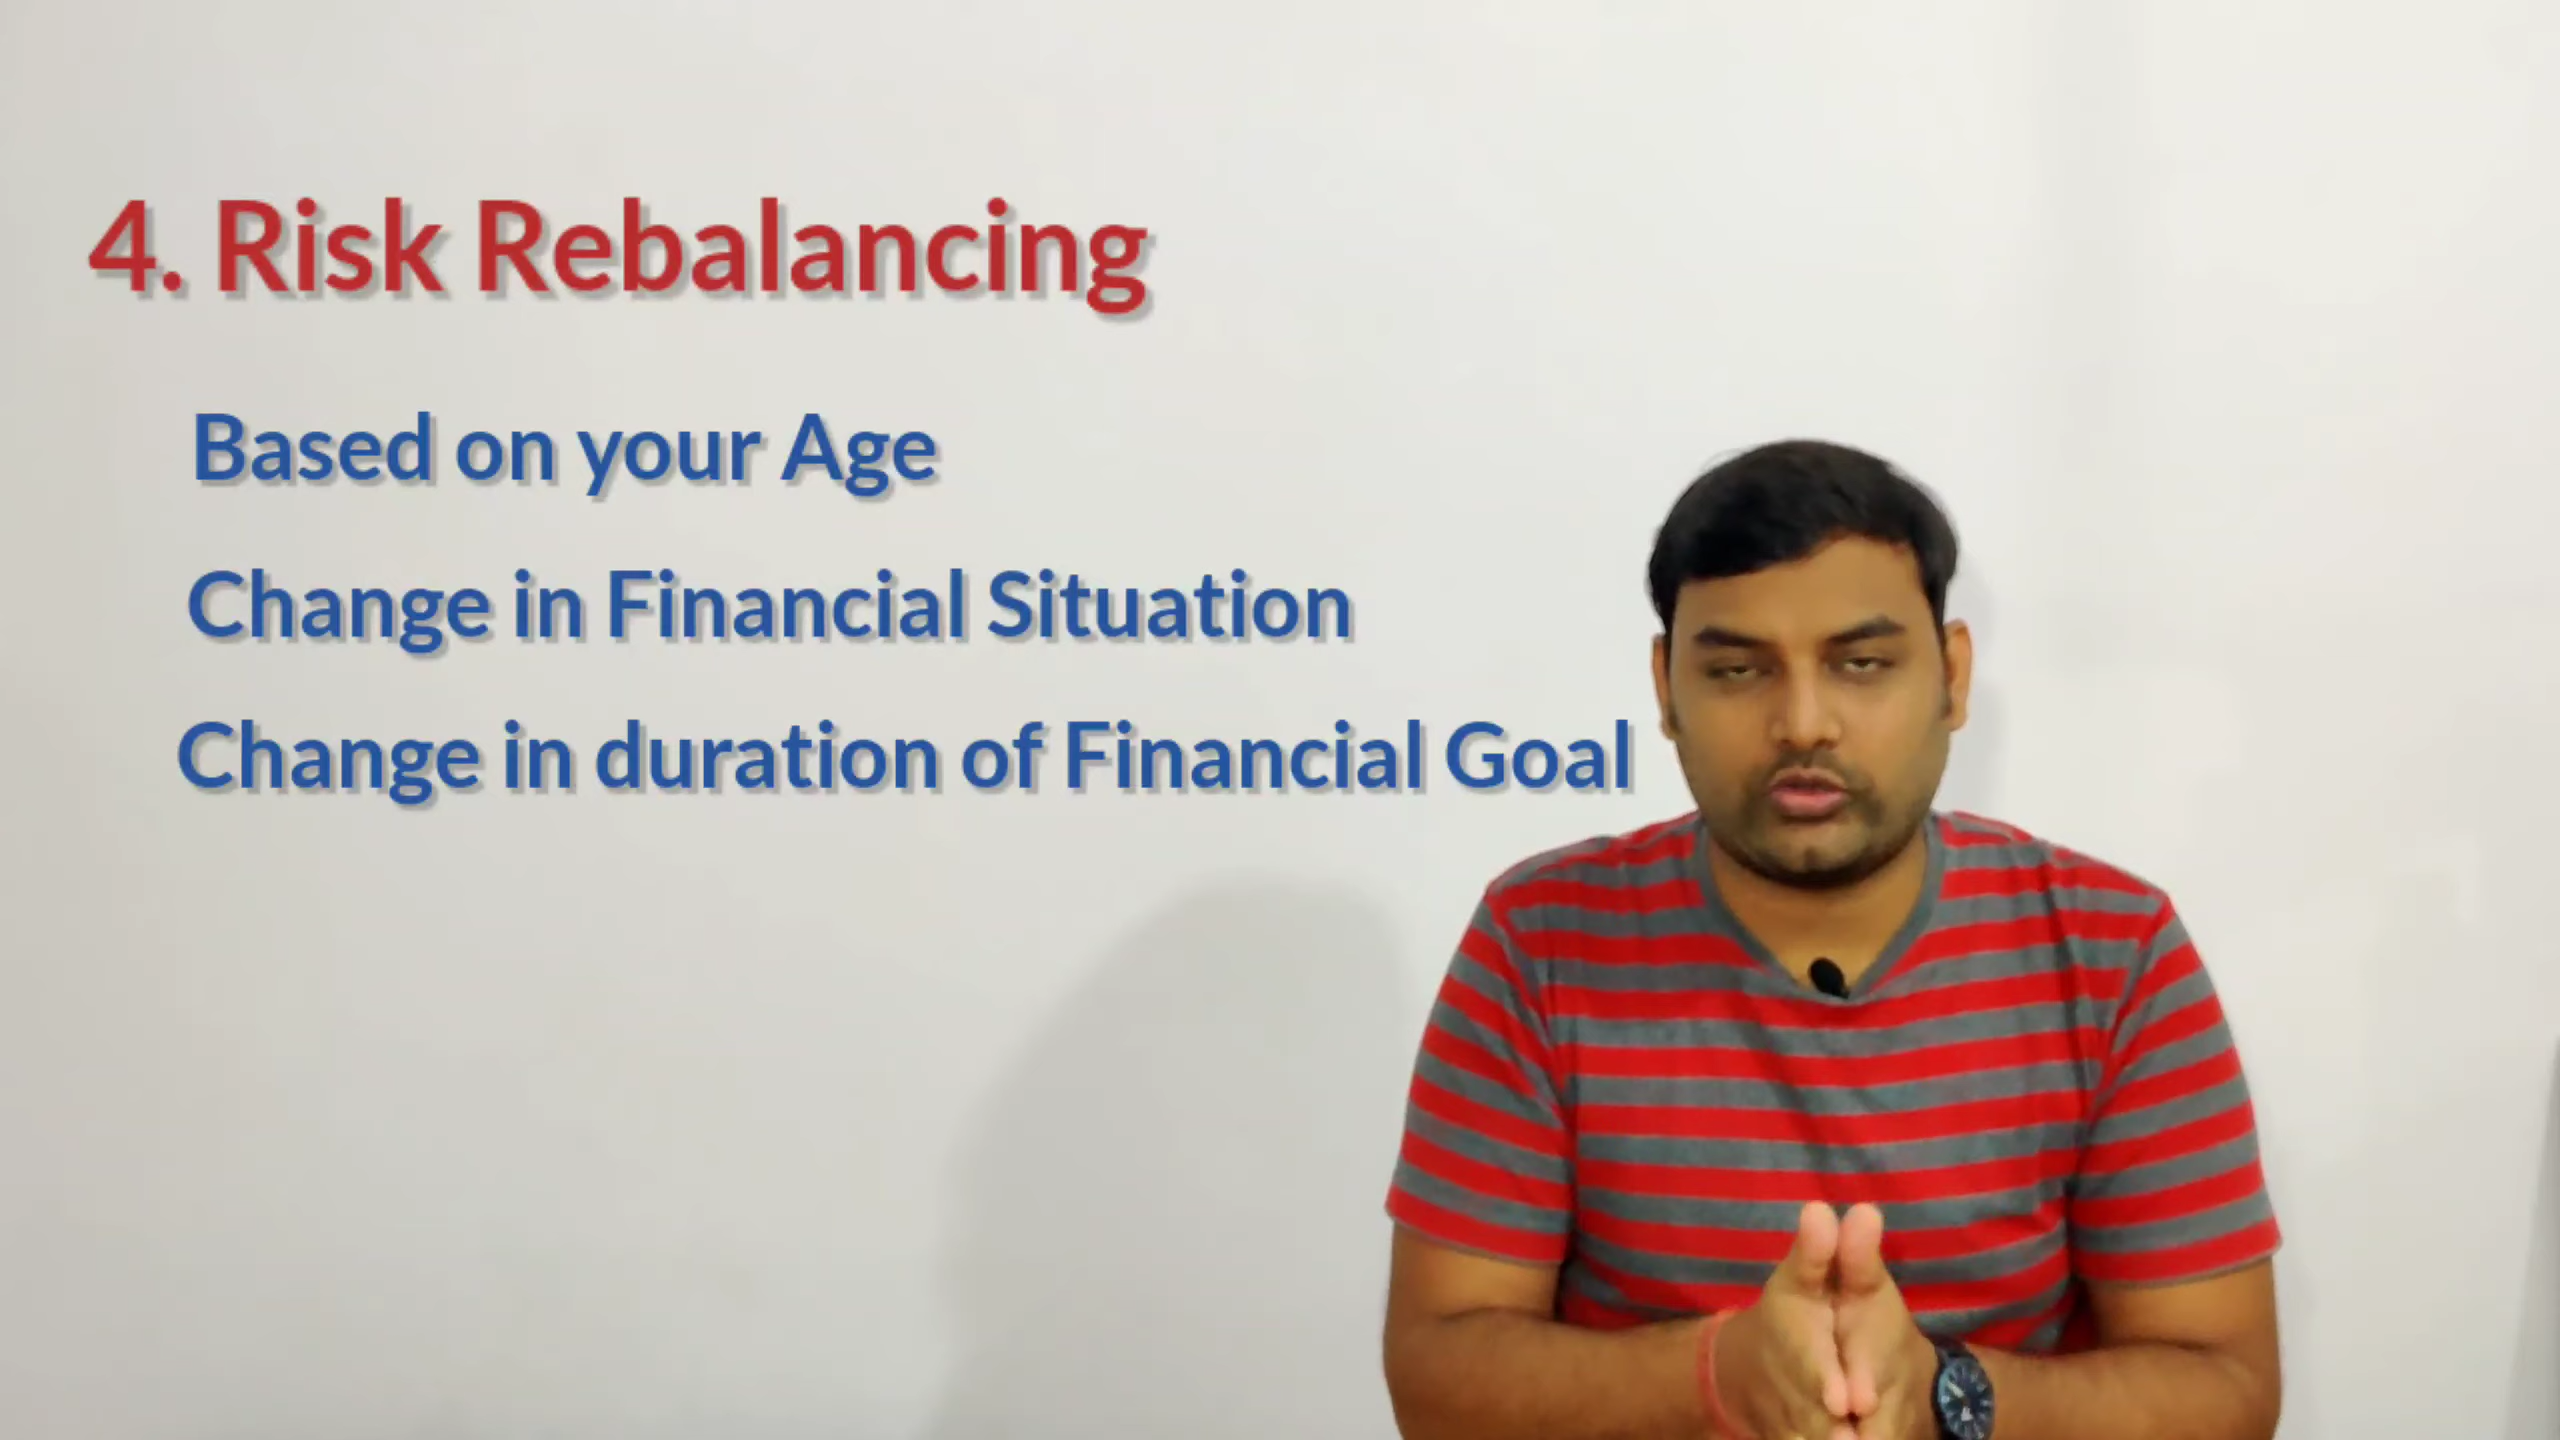 4. Risk Rebalancing
Based on your Age
Change in Financial Situation
Change in duration of Financial Goal